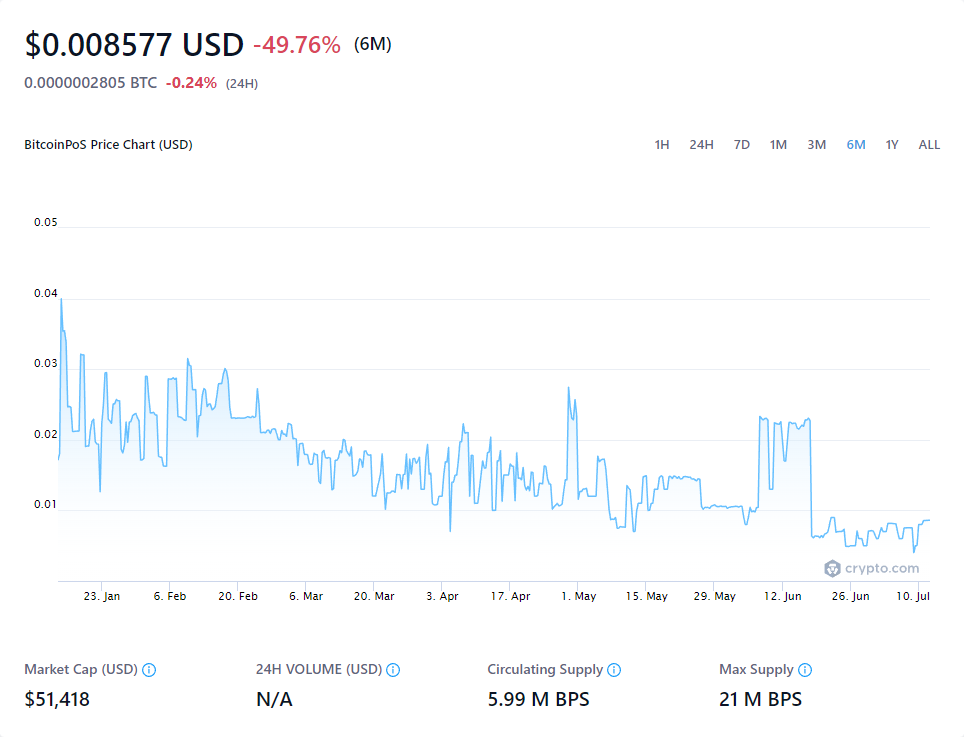 $0.008577 USD -49.76% (6M)
0.0000002805 BTC -0.24% (24H)
BitcoinPoS Price Chart (USD) 1H 24H 7D 1M 3M 6M 1Y ALL
0.05
0.04
0.03
0.02
0.01
crypto.com
23. Jan 6. Feb 20. Feb 6. Mar 20. Mar 3. Apr 17. Apr 1. May 15. May 29. May 12. Jun 26. Jun 10. Jul
Market Cap (USD) 24H VOLUME (USD) Circulating Supply Max Supply
$51,418 N/A 5.99 M BPS 21 M BPS